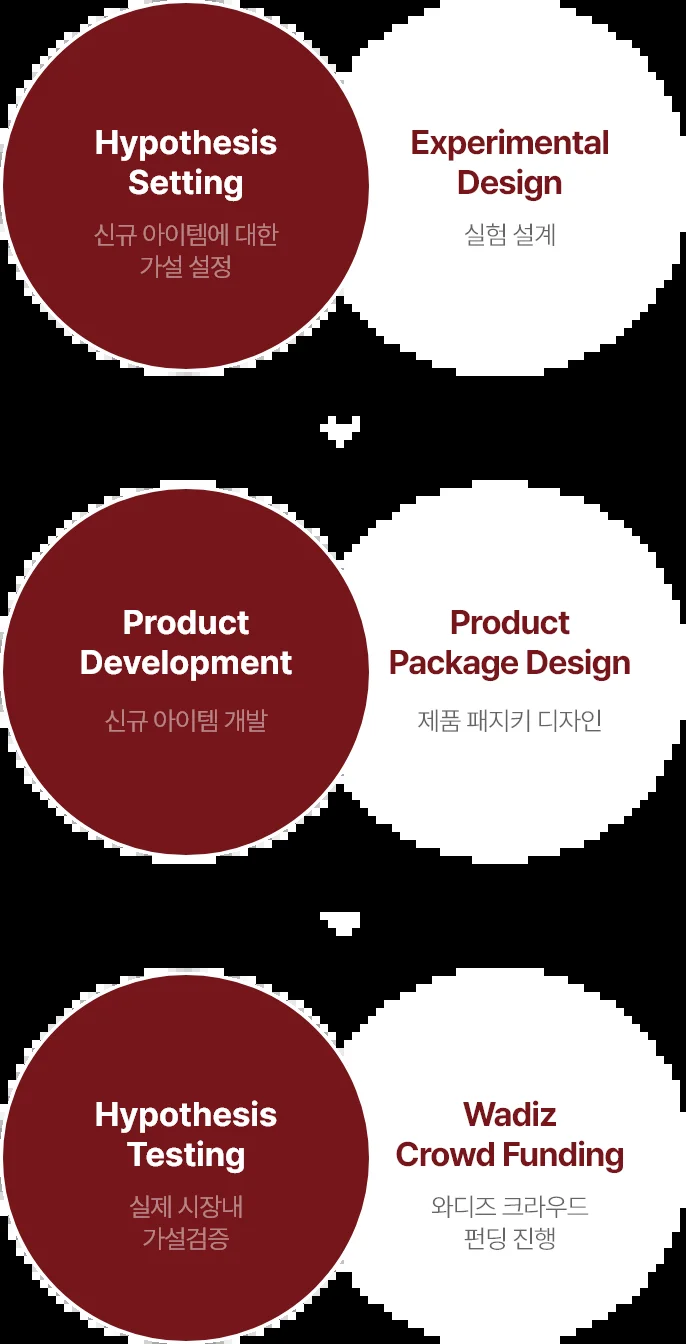 Hypothesis
Setting
신규 아이템에 대한
가설 설정
Experimental
Design
실험 설계
Product
Development
신규 아이템 개발
Product
Package Design
제품 패지키 디자인
Hypothesis
Testing
실제 시장내
가설검증
Wadiz
Crowd Funding
와디즈 크라우드
펀딩 진행